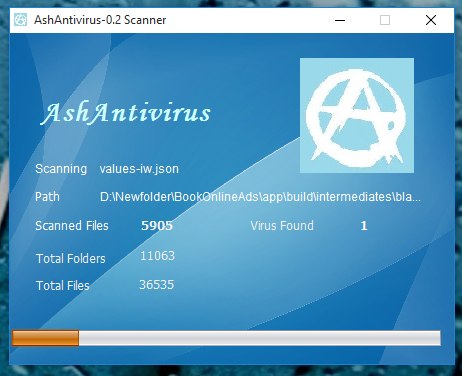 AshAntivirus-0.2 Scanner
AshAntivirus
Scanning values-iw.json
Path D:\Newfolder\BookOnlineAds\app\build\intermediates\bla...
Scanned Files 5905 Virus Found 1
Total Folders 11063
Total Files 36535